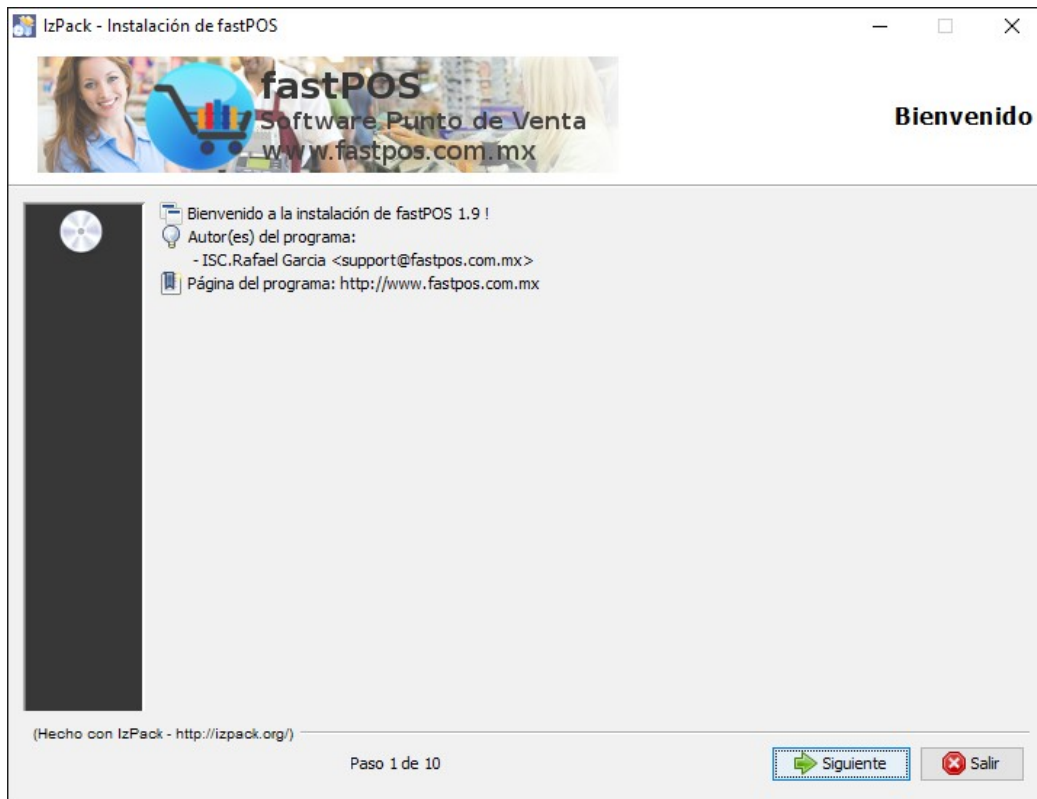 IzPack - Instalación de fastPOS
fastPOS
Software Punto de Venta
www.fastpos.com.mx
Bienvenido
Bienvenido a la instalación de fastPOS 1.9 !
Autor(es) del programa:
- ISC.Rafael Garcia <support@fastpos.com.mx>
Página del programa: http://www.fastpos.com.mx
(Hecho con IzPack - http://izpack.org/)
Paso 1 de 10
Siguiente
Salir